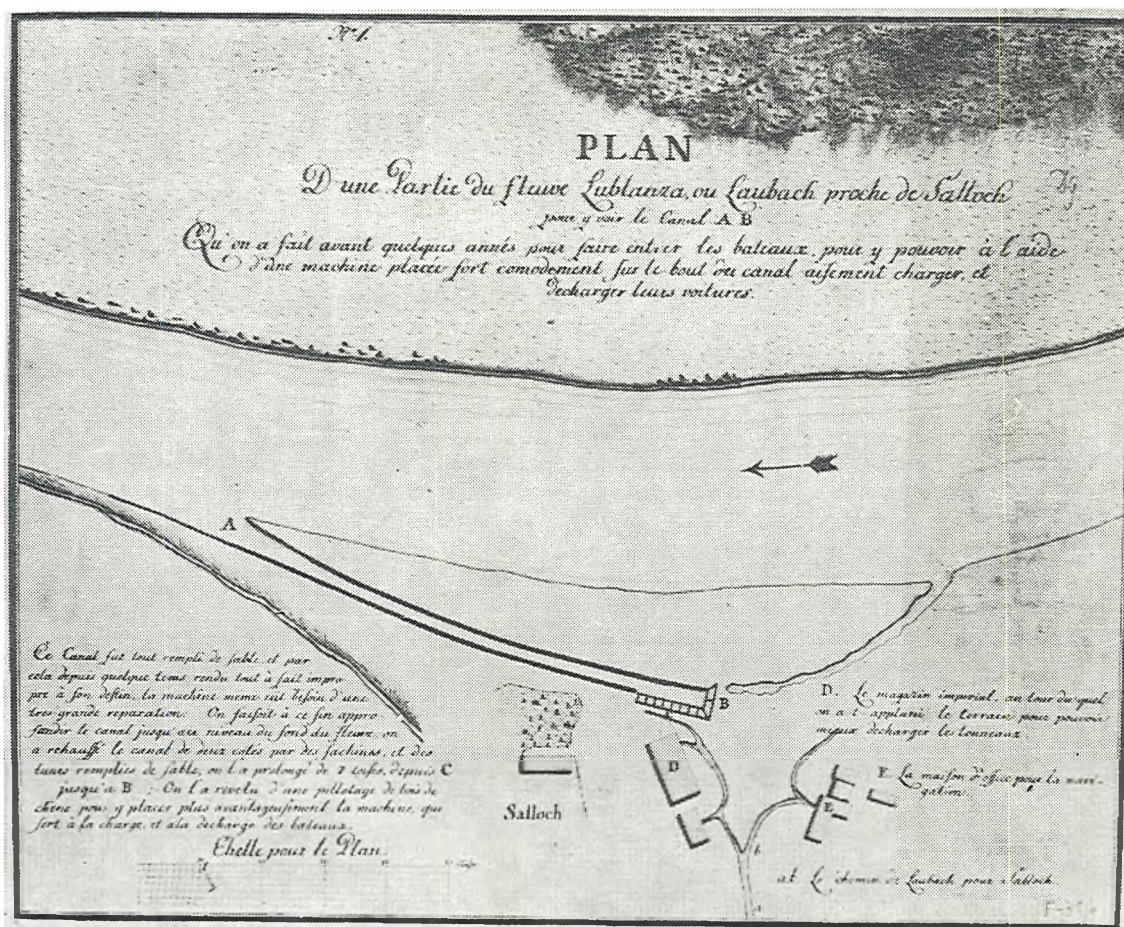 N.º 1.
PLAN
D'une Partie du fleuve Lublanza, ou Laubach proche de Salloch
pour y voir le Canal A B
Qu'on a fait avant quelques annés pour faire entrer les bateaux, pour y pouvoir à l'aide
d'une machine placée fort comodement, sur le bout du canal aisement charger, et
decharger leurs voitures.
A
B
Ce Canal fut tout rempli de sable, et par
cela depuis quelque tems rendu tout à fait impro
pre à son destin, la machine meme eut besoin d'une
tres grande reparation. On faisoit à ce fin appro
fondir le canal jusqu'au niveau du fond du fleuve, on
a rehaussé le canal de deux cotés par des fachines, et des
tunes remplies de sable, on l'a prolongé de 7 toises, depuis C
jusqu'a B : On l'a revetu d'une pillotage de bois de
chene pour y placer plus avantageusement la machine, qui
sert à la charge, et a la decharge des bateaux.
Ehelle pour le Plan.
Salloch
D
D. Le magazin imperial, au tour du quel
on a applani le terrain pour pouvoir
mieux decharger le tonneaux.
E
E. La maison d'office pour la navi-
gation.
b
a
Le chemin de Laubach pour Salloch.